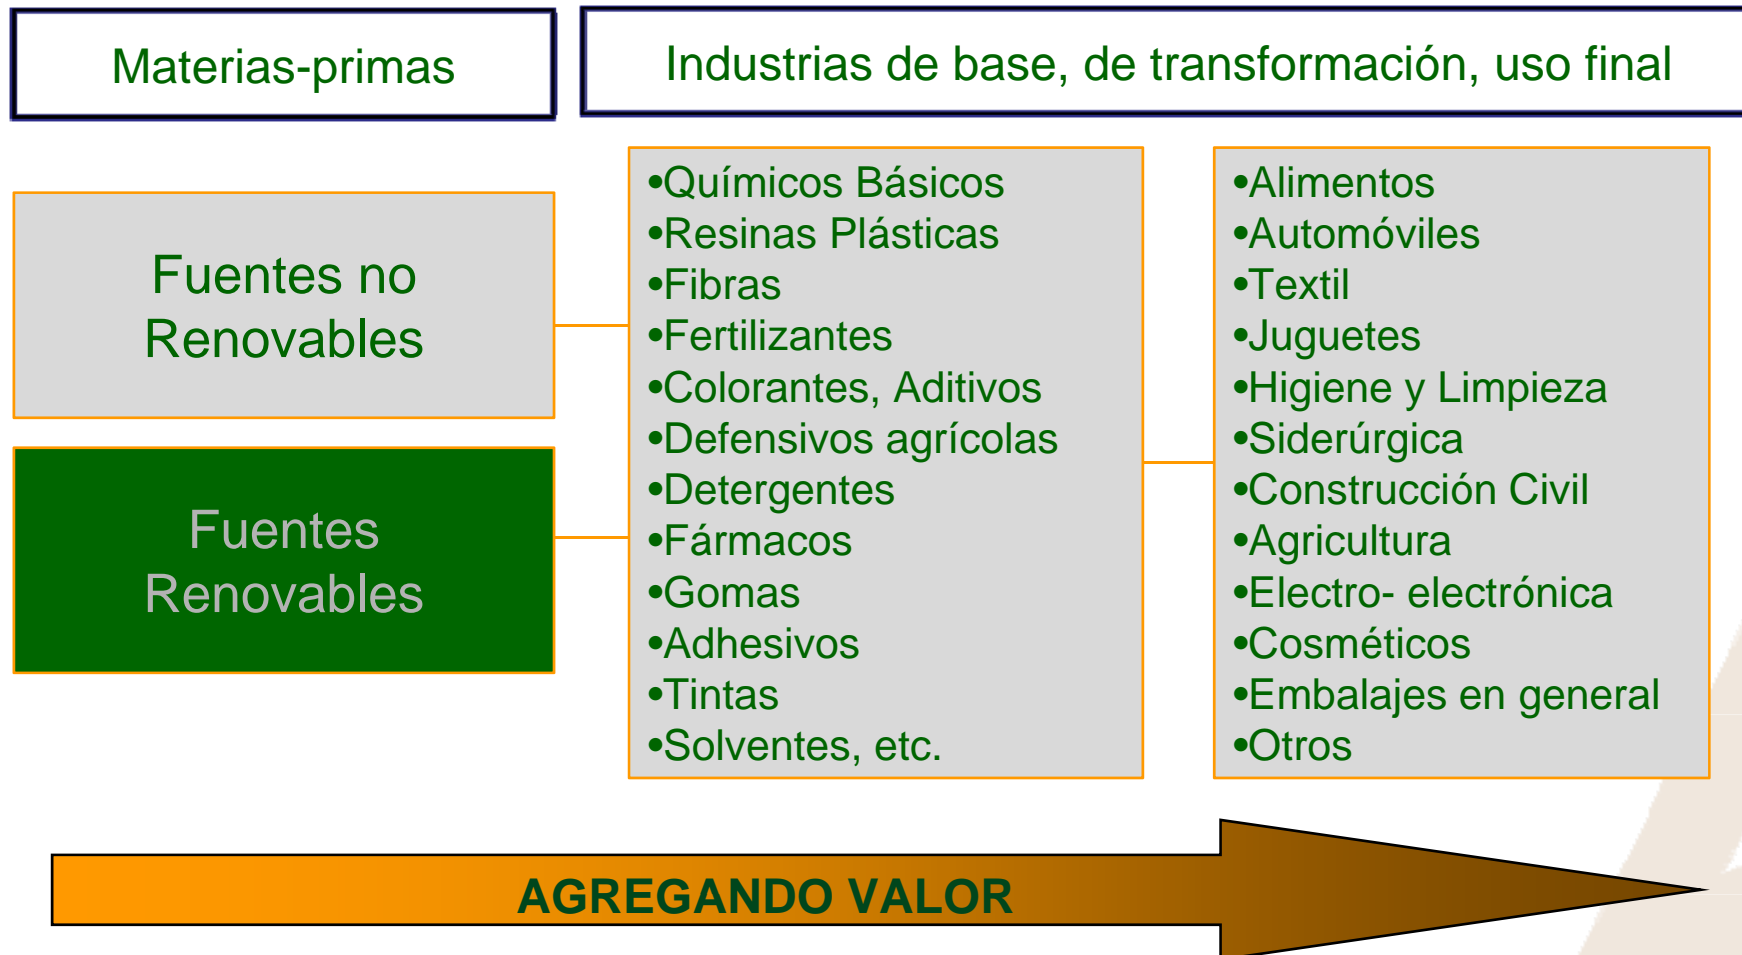 Materias-primas
Industrias de base, de transformación, uso final
Fuentes no
Renovables
Fuentes
Renovables
•Químicos Básicos
•Resinas Plásticas
•Fibras
•Fertilizantes
•Colorantes, Aditivos
•Defensivos agrícolas
•Detergentes
•Fármacos
•Gomas
•Adhesivos
•Tintas
•Solventes, etc.
•Alimentos
•Automóviles
•Textil
•Juguetes
•Higiene y Limpieza
•Siderúrgica
•Construcción Civil
•Agricultura
•Electro- electrónica
•Cosméticos
•Embalajes en general
•Otros
AGREGANDO VALOR